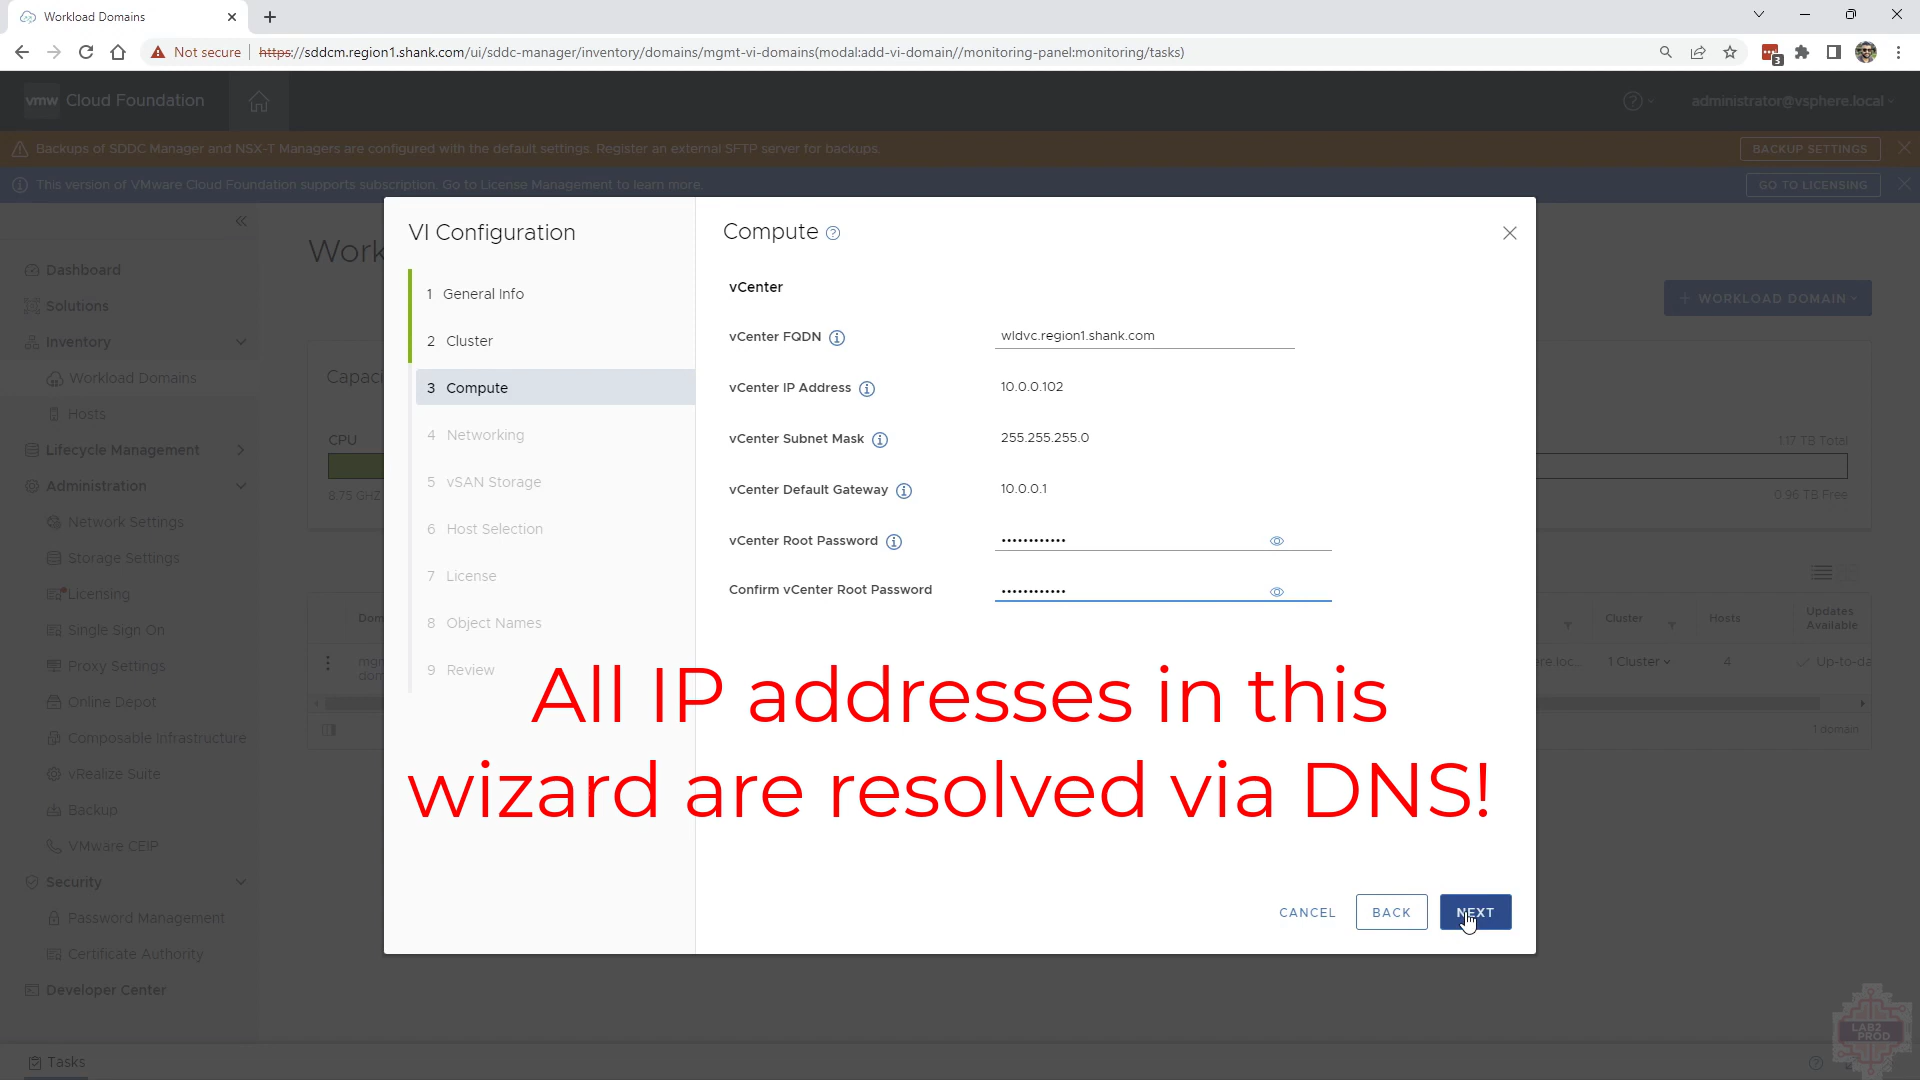 Workload Domains
Not secure
https://sddcm.region1.shank.com/ui/sddc-manager/inventory/domains/mgmt-vi-domains(modal:add-vi-domain//monitoring-panel:monitoring/tasks)
3
vmw Cloud Foundation
administrator@vsphere.local
Backups of SDDC Manager and NSX-T Managers are configured with the default settings. Register an external SFTP server for backups.
BACKUP SETTINGS
This version of VMware Cloud Foundation supports subscription. Go to License Management to learn more.
GO TO LICENSING
Dashboard
Solutions
Inventory
Workload Domains
Hosts
Lifecycle Management
Administration
Network Settings
Storage Settings
Licensing
Single Sign On
Proxy Settings
Online Depot
Composable Infrastructure
vRealize Suite
Backup
VMware CEIP
Security
Password Management
Certificate Authority
Developer Center
Tasks
Work
+ WORKLOAD DOMAIN
Capaci
CPU
8.75 GHZ
1.17 TB Total
0.96 TB Free
Dom
Cluster
Hosts
Updates
Available
1 Cluster
4
Up-to-da
1 domain
VI Configuration
1 General Info
2 Cluster
3 Compute
4 Networking
5 vSAN Storage
6 Host Selection
7 License
8 Object Names
9 Review
Compute
vCenter
vCenter FQDN
wldvc.region1.shank.com
vCenter IP Address
10.0.0.102
vCenter Subnet Mask
255.255.255.0
vCenter Default Gateway
10.0.0.1
vCenter Root Password
••••••••••••
Confirm vCenter Root Password
••••••••••••
All IP addresses in this
wizard are resolved via DNS!
CANCEL
BACK
NEXT
LAB2
PROD